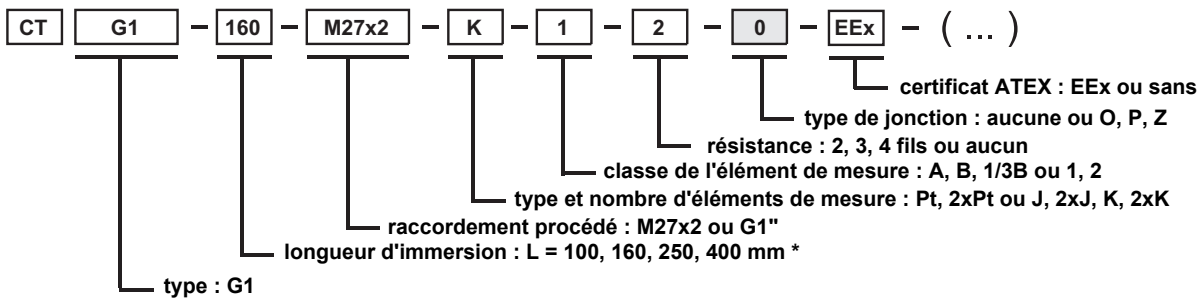 CT G1 – 160 – M27x2 – K – 1 – 2 – 0 – EEx – (...)
certificat ATEX : EEx ou sans
type de jonction : aucune ou O, P, Z
résistance : 2, 3, 4 fils ou aucun
classe de l'élément de mesure : A, B, 1/3B ou 1, 2
type et nombre d'éléments de mesure : Pt, 2xPt ou J, 2xJ, K, 2xK
raccordement procédé : M27x2 ou G1"
longueur d'immersion : L = 100, 160, 250, 400 mm *
type : G1